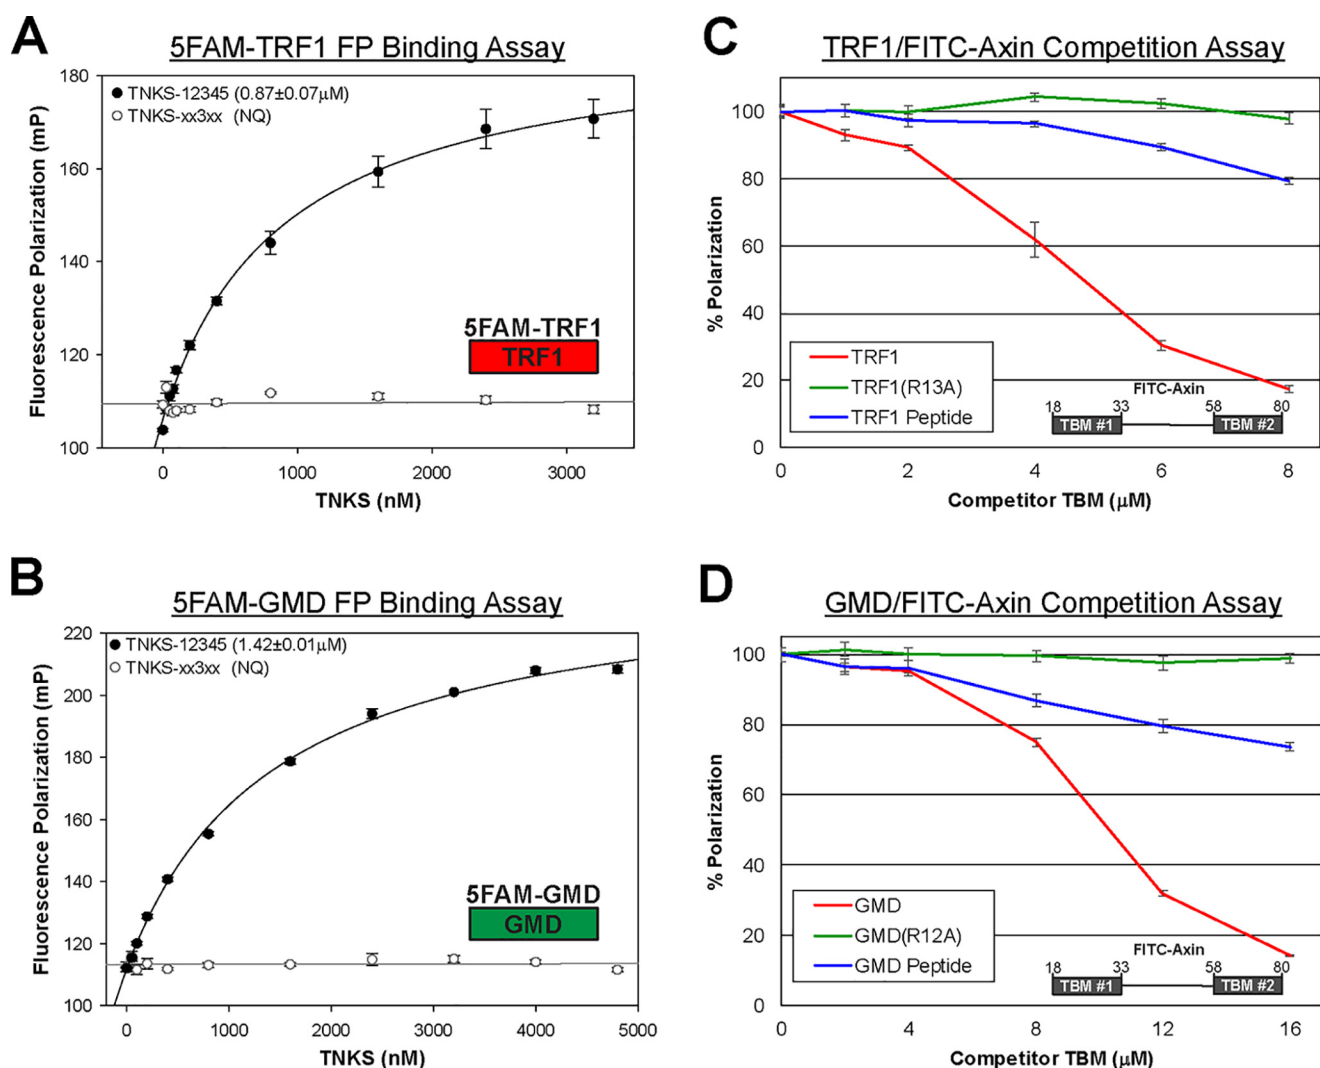 A
5FAM-TRF1 FP Binding Assay
Fluorescence Polarization (mP)
180
160
140
120
100
TNKS-12345 (0.87±0.07µM)
TNKS-xx3xx (NQ)
5FAM-TRF1
TRF1
0 1000 2000 3000
TNKS (nM)
C
TRF1/FITC-Axin Competition Assay
% Polarization
100
80
60
40
20
0
TRF1
TRF1(R13A)
TRF1 Peptide
FITC-Axin
18 33 58 80
TBM #1 TBM #2
0 2 4 6 8
Competitor TBM (µM)
B
5FAM-GMD FP Binding Assay
Fluorescence Polarization (mP)
220
200
180
160
140
120
100
TNKS-12345 (1.42±0.01µM)
TNKS-xx3xx (NQ)
5FAM-GMD
GMD
0 1000 2000 3000 4000 5000
TNKS (nM)
D
GMD/FITC-Axin Competition Assay
% Polarization
100
80
60
40
20
0
GMD
GMD(R12A)
GMD Peptide
FITC-Axin
18 33 58 80
TBM #1 TBM #2
0 4 8 12 16
Competitor TBM (µM)